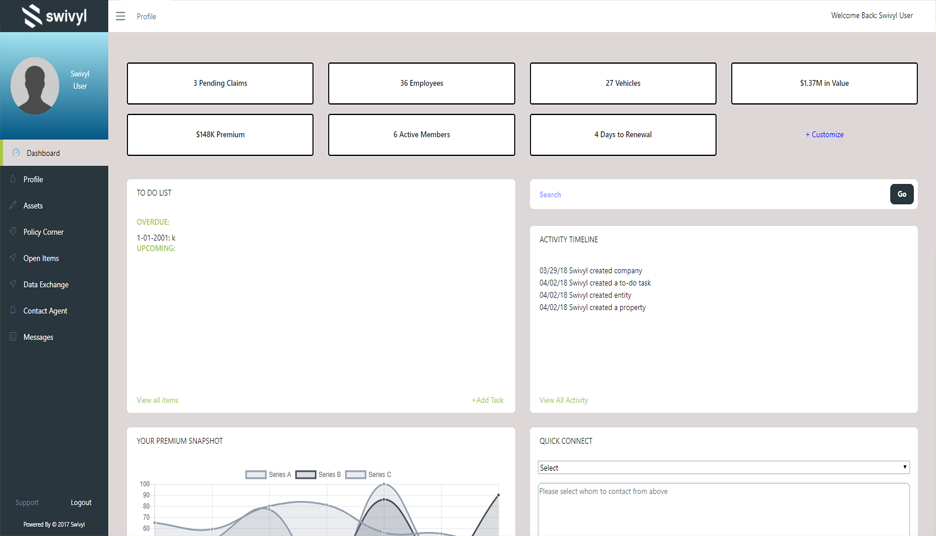 swivyl
Profile
Welcome Back: Swivyl User
Swivyl
User
Dashboard
Profile
Assets
Policy Corner
Open Items
Data Exchange
Contact Agent
Messages
Support
Logout
Powered By © 2017 Swivyl
3 Pending Claims
36 Employees
27 Vehicles
$1.37M in Value
$148K Premium
6 Active Members
4 Days to Renewal
+ Customize
TO DO LIST
OVERDUE:
1-01-2001: k
UPCOMING:
View all items
+Add Task
Search
Go
ACTIVITY TIMELINE
03/29/18 Swivyl created company
04/02/18 Swivyl created a to-do task
04/02/18 Swivyl created entity
04/02/18 Swivyl created a property
View All Activity
YOUR PREMIUM SNAPSHOT
Series A Series B Series C
100
90
80
70
60
QUICK CONNECT
Select
Please select whom to contact from above